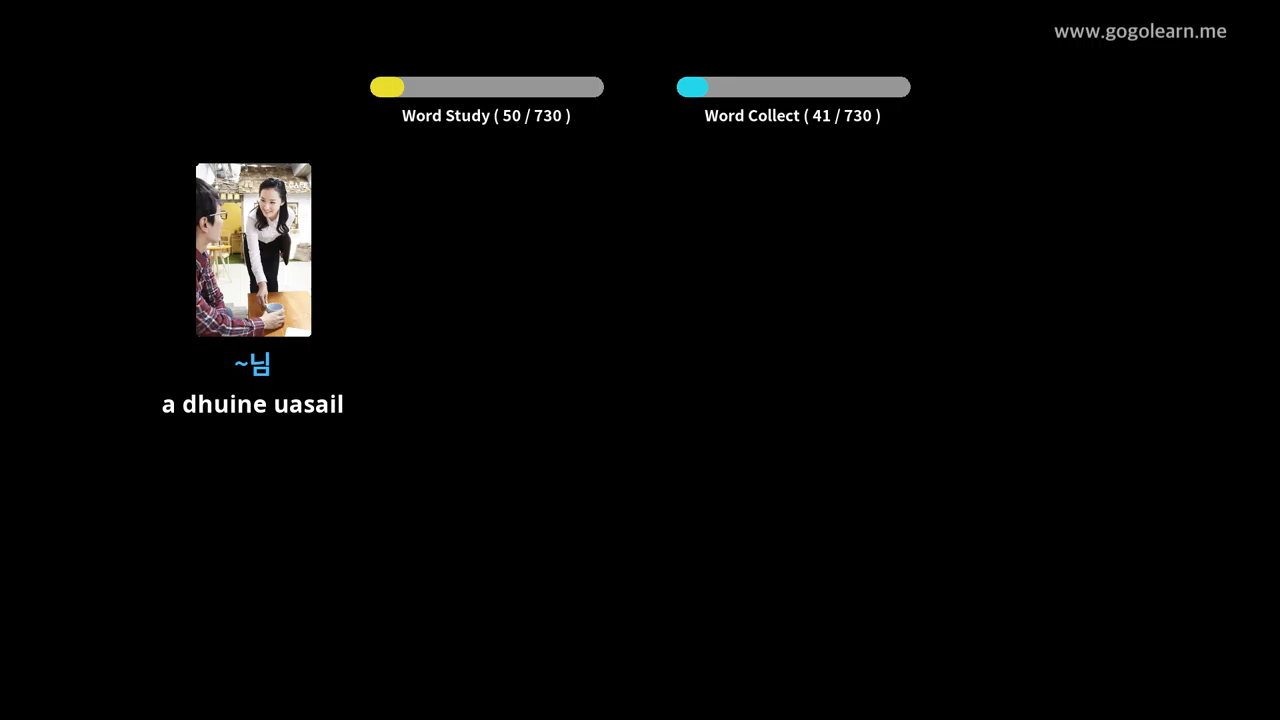 www.gogolearn.me
Word Study ( 50 / 730 )
Word Collect ( 41 / 730 )
~님
a dhuine uasail